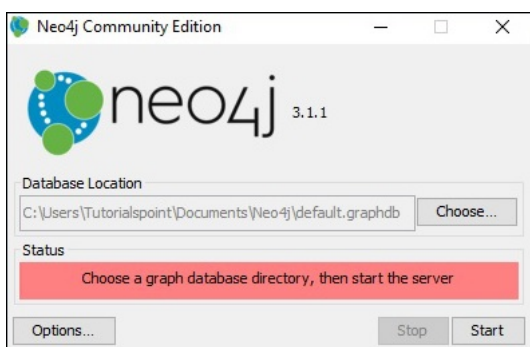 Neo4j Community Edition
neo4j 3.1.1
Database Location
C:\Users\Tutorialspoint\Documents\Neo4j\default.graphdb Choose...
Status
Choose a graph database directory, then start the server
Options... Stop Start